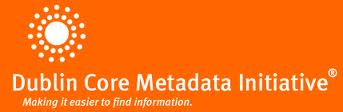 Dublin Core Metadata Initiative®
Making it easier to find information.